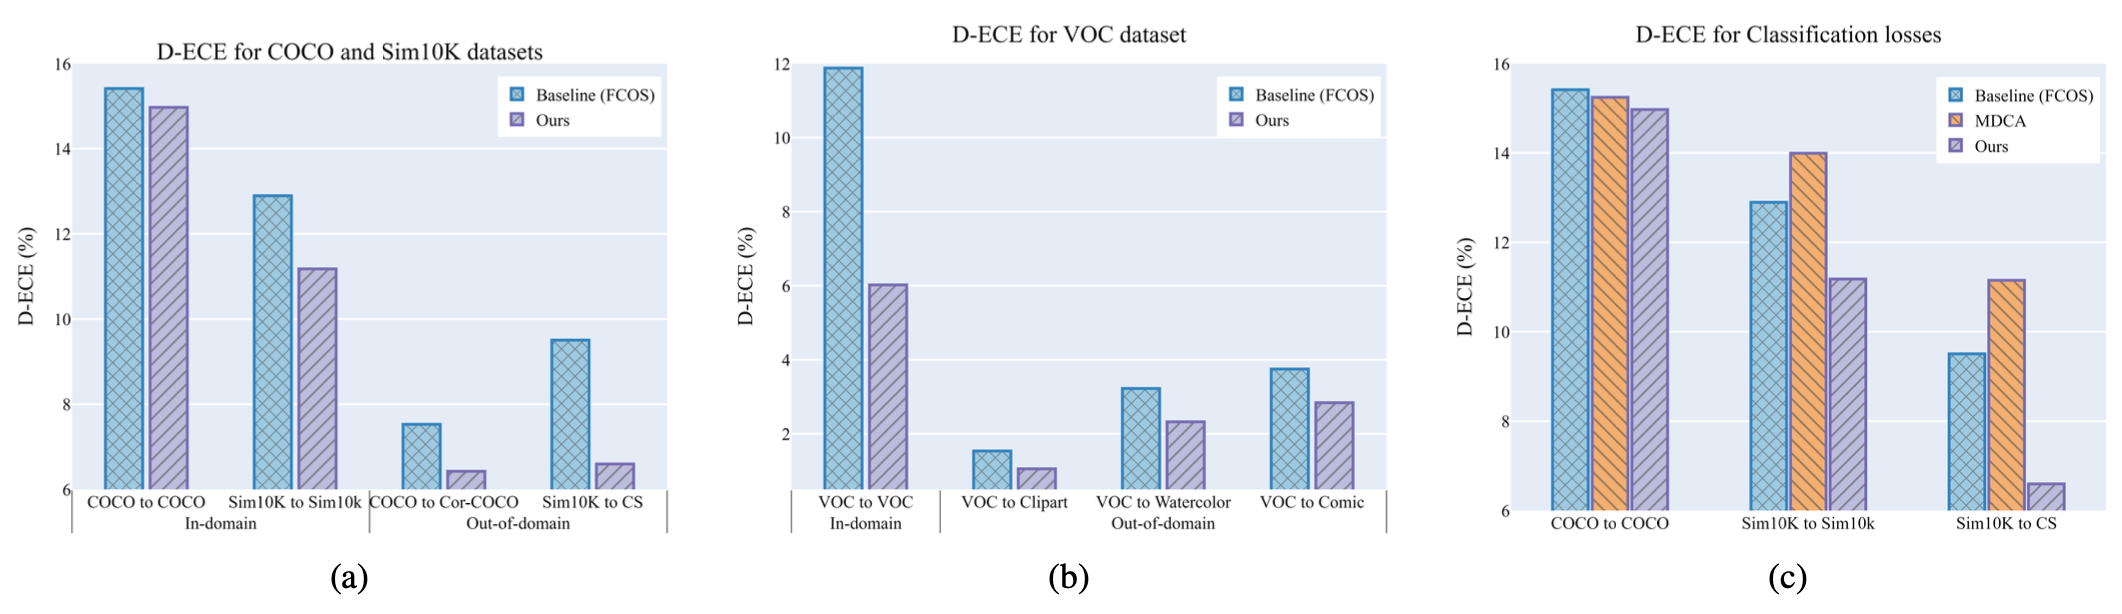 D-ECE for COCO and Sim10K datasets
16
14
12
10
8
6
D-ECE (%)
Baseline (FCOS)
Ours
COCO to COCO
Sim10K to Sim10k
COCO to Cor-COCO
Sim10K to CS
In-domain
Out-of-domain
(a)
D-ECE for VOC dataset
12
10
8
6
4
2
D-ECE (%)
Baseline (FCOS)
Ours
VOC to VOC
VOC to Clipart
VOC to Watercolor
VOC to Comic
In-domain
Out-of-domain
(b)
D-ECE for Classification losses
16
14
12
10
8
6
D-ECE (%)
Baseline (FCOS)
MDCA
Ours
COCO to COCO
Sim10K to Sim10k
Sim10K to CS
(c)